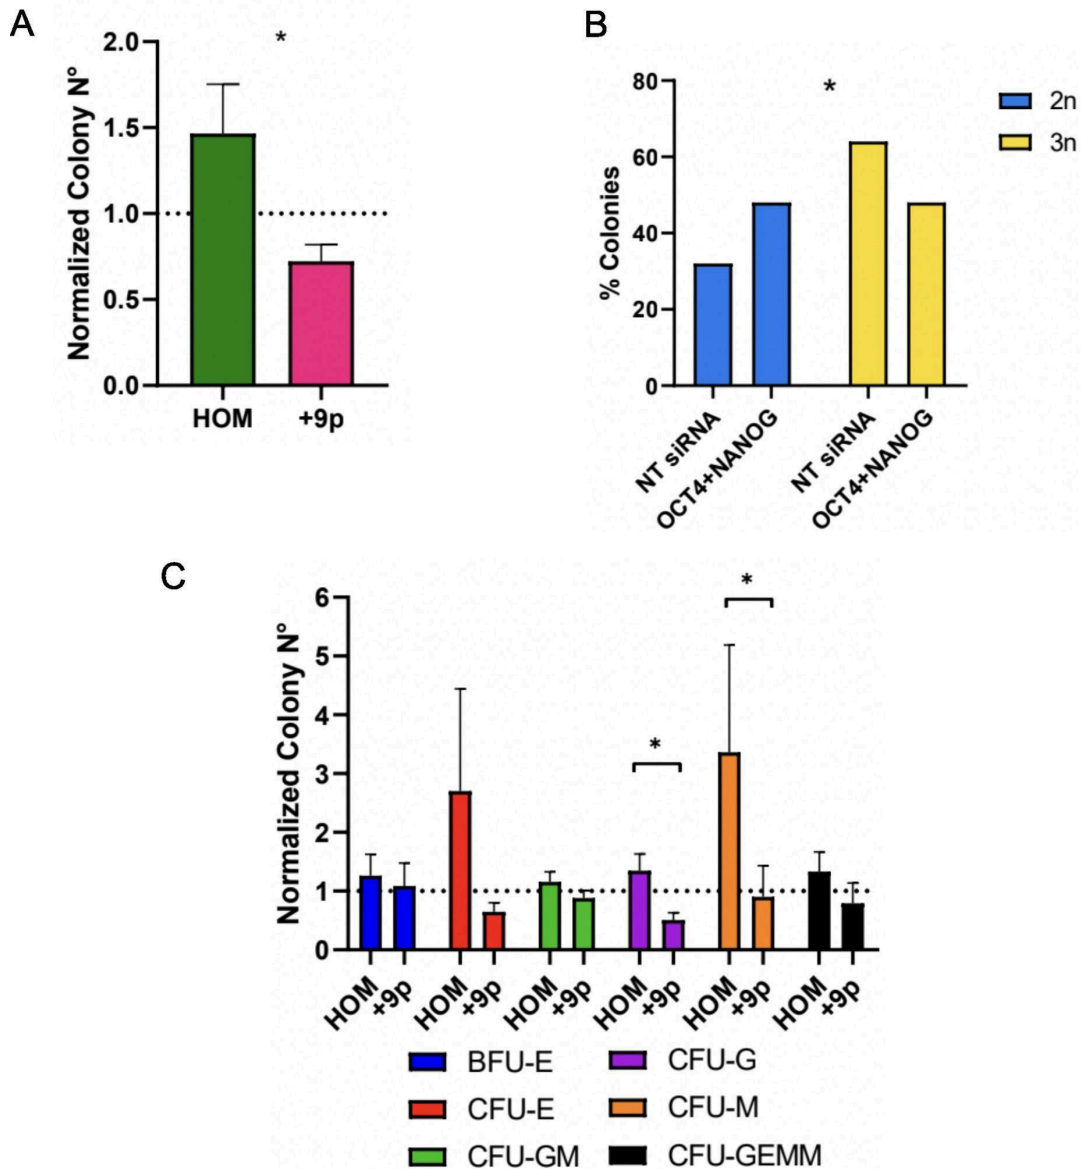 A
Normalized Colony N°
2.0
1.5
1.0
0.5
0.0
*
HOM
+9p
B
% Colonies
80
60
40
20
0
*
NT siRNA
OCT4+NANOG
NT siRNA
OCT4+NANOG
2n
3n
C
Normalized Colony N°
6
5
4
3
2
1
0
*
*
HOM
+9p
HOM
+9p
HOM
+9p
HOM
+9p
HOM
+9p
HOM
+9p
BFU-E
CFU-E
CFU-GM
CFU-G
CFU-M
CFU-GEMM